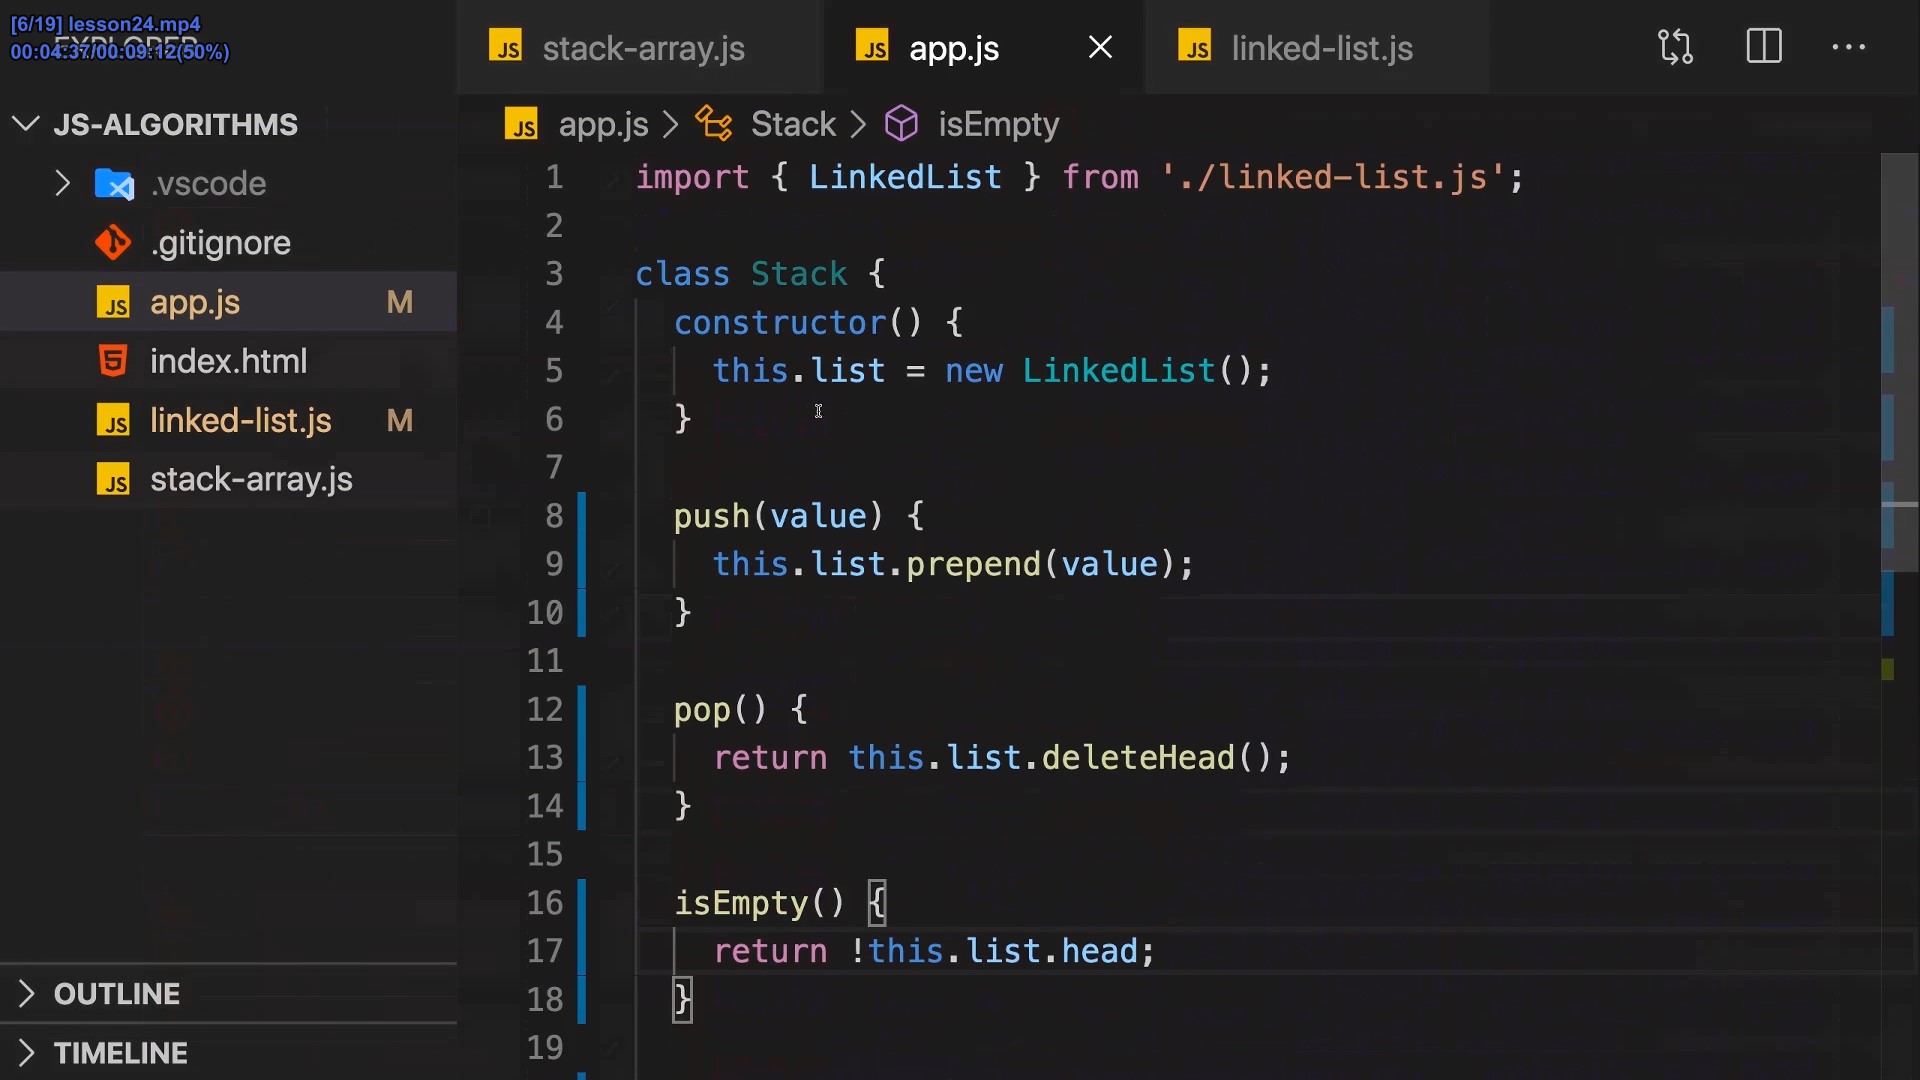 [6/19] lesson24.mp4
00:04:37/00:09:12(50%)
EXPLORER
JS-ALGORITHMS
.vscode
.gitignore
app.js M
index.html
linked-list.js M
stack-array.js
OUTLINE
TIMELINE
JS stack-array.js
JS app.js
JS linked-list.js
JS app.js > Stack > isEmpty
1 import { LinkedList } from './linked-list.js';
2
3 class Stack {
4 constructor() {
5 this.list = new LinkedList();
6 }
7
8 push(value) {
9 this.list.prepend(value);
10 }
11
12 pop() {
13 return this.list.deleteHead();
14 }
15
16 isEmpty() {
17 return !this.list.head;
18 }
19